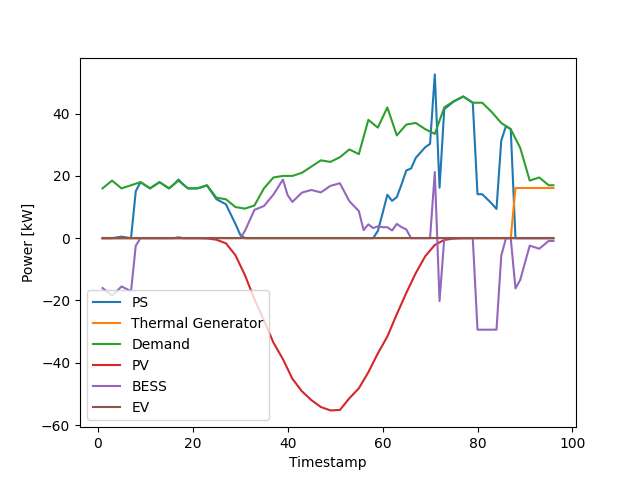 40
20
0
−20
−40
−60
Power [kW]
PS
Thermal Generator
Demand
PV
BESS
EV
0
20
40
60
80
100
Timestamp